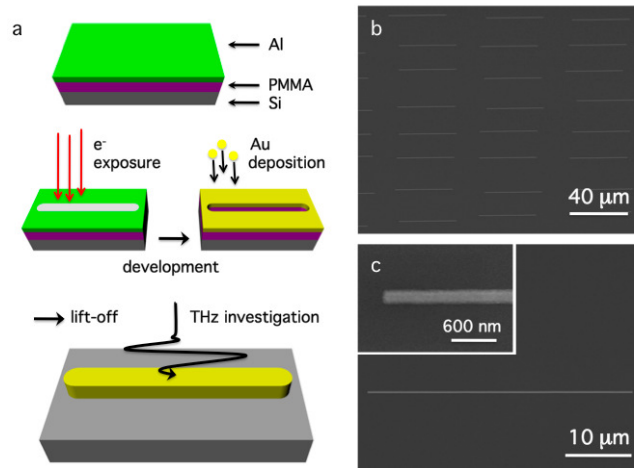 a
Al
PMMA
Si
e-
exposure
Au
deposition
development
lift-off
THz investigation
b
40 μm
c
600 nm
10 μm